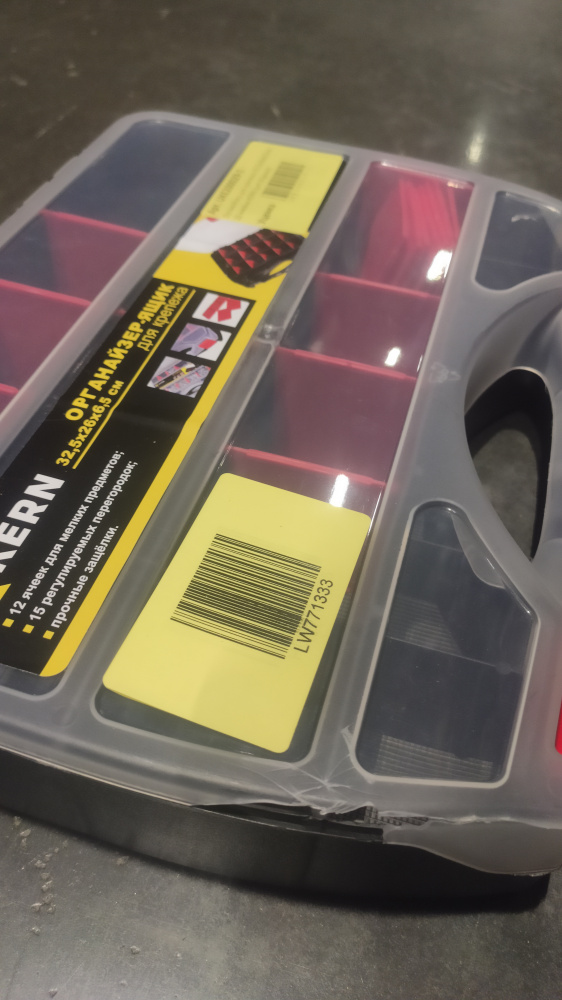 KERN
ОРГАНАЙЗЕР-ЯЩИК
для крепежа
32,5х26х6,5 см
12 ячеек для мелких предметов;
15 регулируемых перегородок;
прочные защёлки.
LW771333